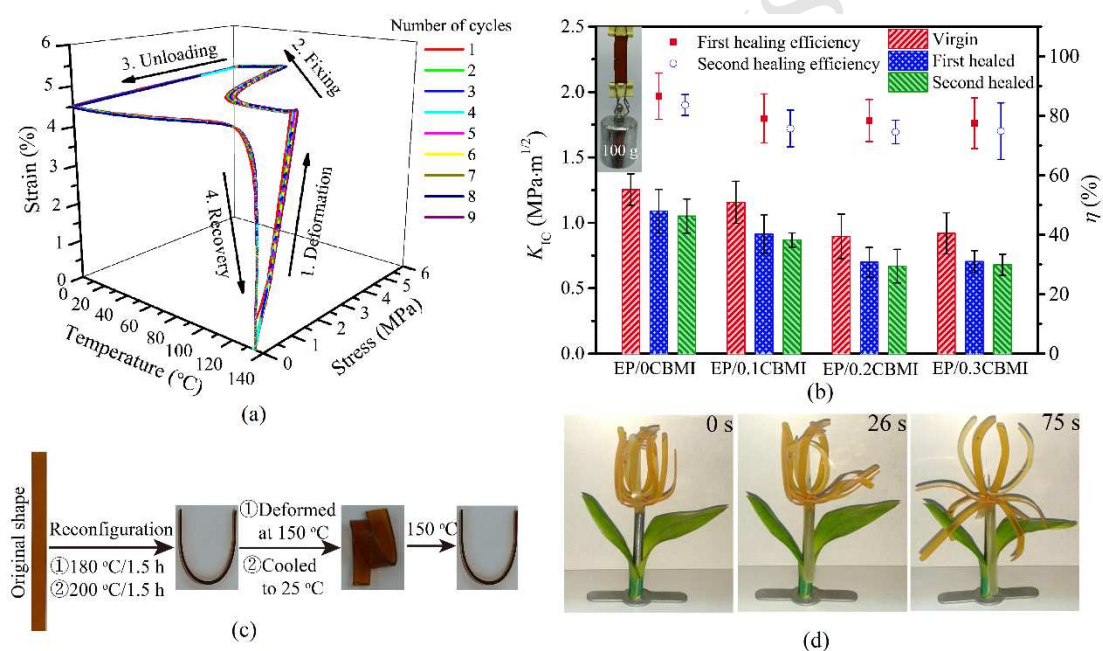 Number of cycles
1
2
3
4
5
6
7
8
9
3. Unloading
2. Fixing
4. Recovery
1. Deformation
Strain (%)
6
5
4
3
2
1
0
Temperature (°C)
0
20
40
60
80
100
120
140
Stress (MPa)
0
1
2
3
4
5
6
(a)
First healing efficiency
Second healing efficiency
Virgin
First healed
Second healed
100 g
K_IC (MPa·m^1/2)
2.5
2.0
1.5
1.0
0.5
0.0
η (%)
100
80
60
40
20
0
EP/0CBMI EP/0.1CBMI EP/0.2CBMI EP/0.3CBMI
(b)
Original shape
Reconfiguration
①180 °C/1.5 h
②200 °C/1.5 h
①Deformed
at 150 °C
②Cooled
to 25 °C
150 °C
(c)
0 s
26 s
75 s
(d)